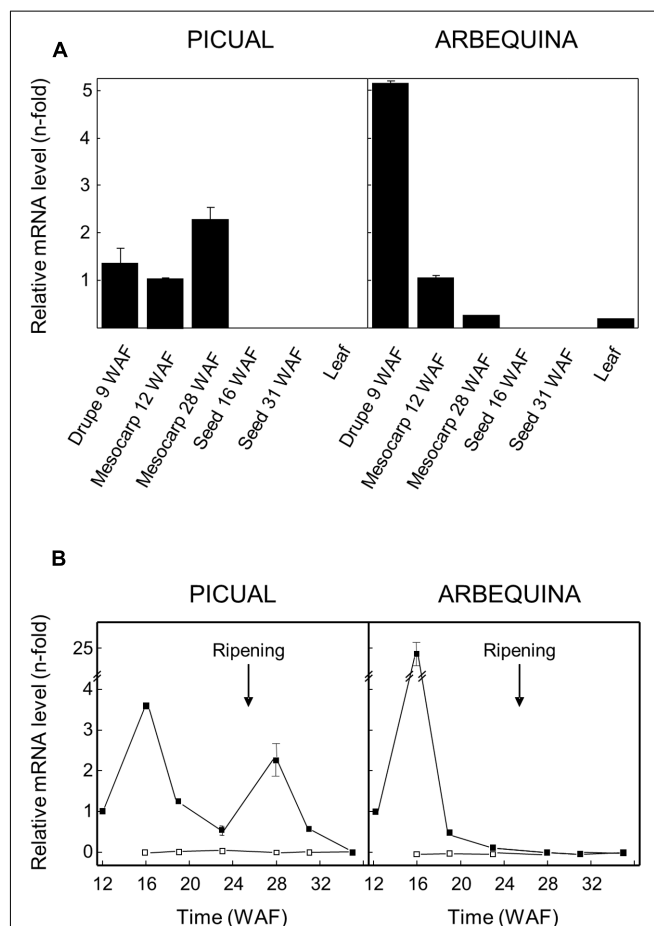 A
PICUAL ARBEQUINA
Relative mRNA level (n-fold)
5
4
3
2
1
Drupe 9 WAF
Mesocarp 12 WAF
Mesocarp 28 WAF
Seed 16 WAF
Seed 31 WAF
Leaf
Drupe 9 WAF
Mesocarp 12 WAF
Mesocarp 28 WAF
Seed 16 WAF
Seed 31 WAF
Leaf
B
PICUAL ARBEQUINA
Relative mRNA level (n-fold)
25
4
3
2
1
0
Ripening Ripening
12 16 20 24 28 32 12 16 20 24 28 32
Time (WAF) Time (WAF)